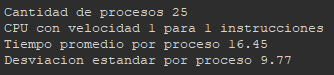 Cantidad de procesos 25
CPU con velocidad 1 para 1 instrucciones
Tiempo promedio por proceso 16.45
Desviacion estandar por proceso 9.77